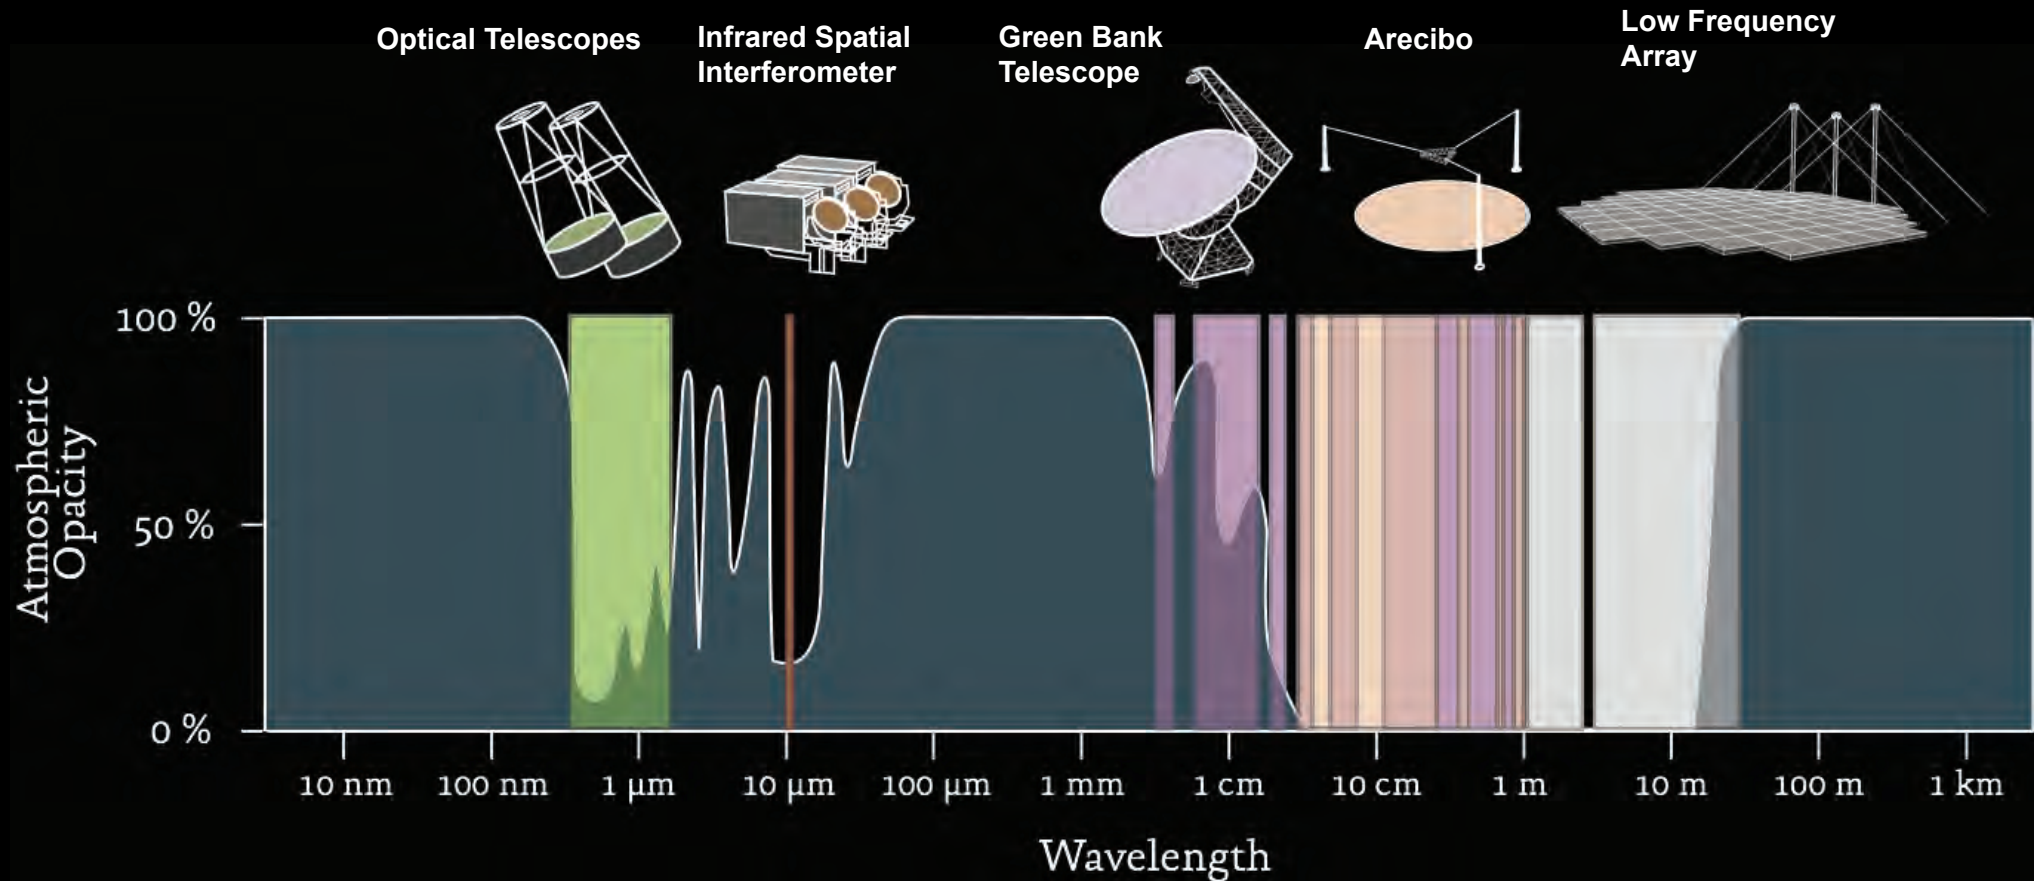 Optical Telescopes
Infrared Spatial
Interferometer
Green Bank
Telescope
Arecibo
Low Frequency
Array
Atmospheric
Opacity
100 %
50 %
0 %
10 nm
100 nm
1 µm
10 µm
100 µm
1 mm
1 cm
10 cm
1 m
10 m
100 m
1 km
Wavelength